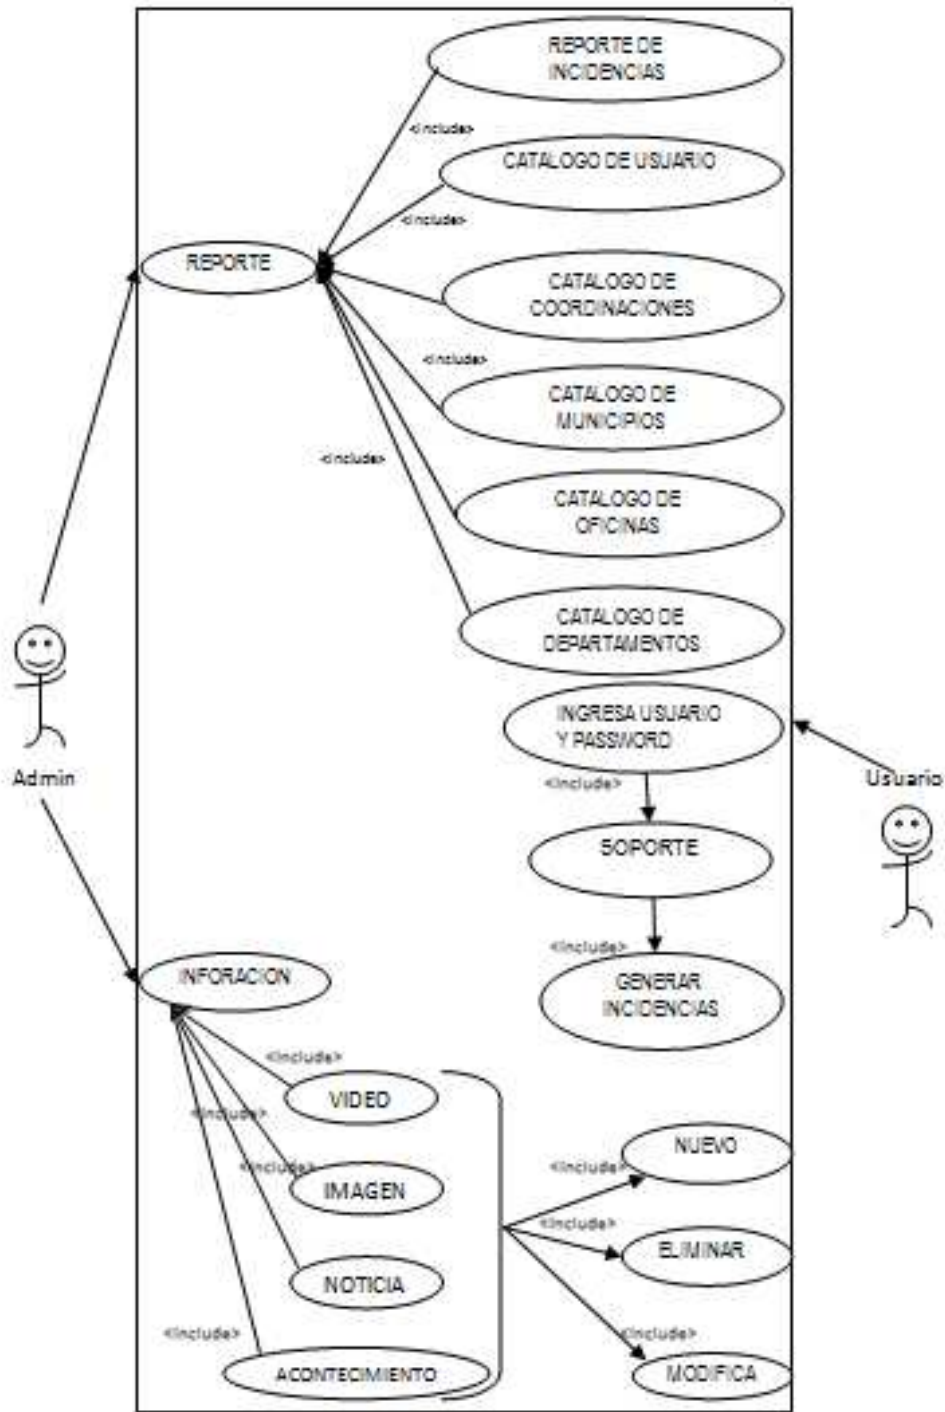 REPORTE DE
INCIDENCIAS
<include>
CATALOGO DE USUARIO
<include>
REPORTE
CATALOGO DE
COORDINACIONES
<include>
CATALOGO DE
MUNICIPIOS
<include>
CATALOGO DE
OFICINAS
CATALOGO DE
DEPARTAMENTOS
INGRESA USUARIO
Y PASSWORD
Admin
<include>
Usuario
SOPORTE
<include>
INFORACION
GENERAR
INCIDENCIAS
<include>
VIDEO
<include>
NUEVO
<include>
<include>
IMAGEN
<include>
ELIMINAR
NOTICIA
<include>
<include>
ACONTECIMIENTO
MODIFICA